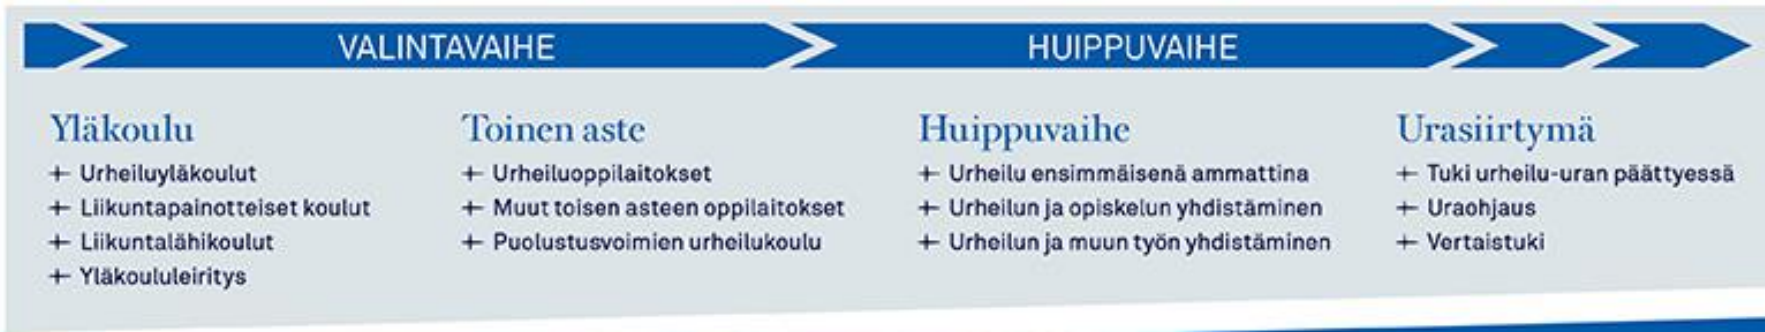 VALINTAVAIHE
HUIPPUVAIHE
Yläkoulu
+ Urheiluyläkoulut
+ Liikuntapainotteiset koulut
+ Liikuntalähikoulut
+ Yläkoululeiritys
Toinen aste
+ Urheiluoppilaitokset
+ Muut toisen asteen oppilaitokset
+ Puolustusvoimien urheilukoulu
Huippuvaihe
+ Urheilu ensimmäisenä ammattina
+ Urheilun ja opiskelun yhdistäminen
+ Urheilun ja muun työn yhdistäminen
Urasiirtymä
+ Tuki urheilu-uran päättyessä
+ Uraohjaus
+ Vertaistuki